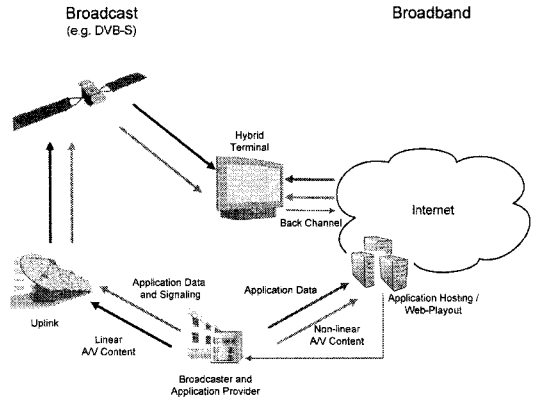 Broadcast
(e.g. DVB-S)
Broadband
Hybrid
Terminal
Internet
Back Channel
Application Data
and Signaling
Application Data
Application Hosting /
Web-Playout
Uplink
Linear
A/V Content
Non-linear
A/V Content
Broadcaster and
Application Provider